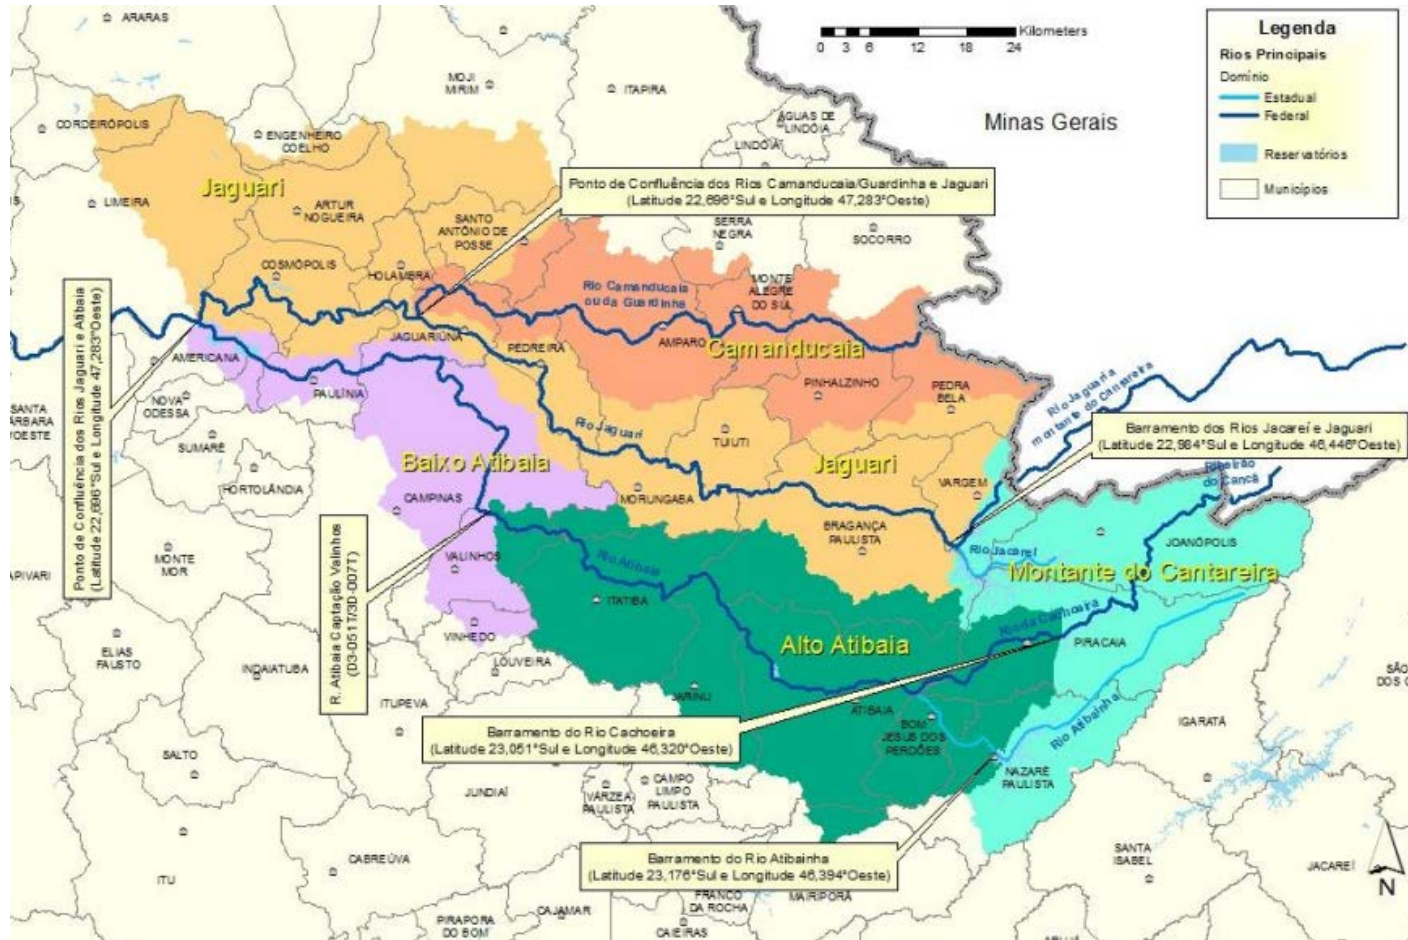 ARARAS
MOJI
MIRIM
ITAPIRA
0 3 6 12 18 24
Kilometers
Legenda
Rios Principais
Domínio
Estadual
Federal
Reservatórios
Municípios
Minas Gerais
CORDEIRÓPOLIS
ENGENHEIRO
COELHO
ÁGUAS DE
LINDÓIA
LINDÓIA
Jaguari
LIMEIRA
ARTUR
NOGUEIRA
SANTO
ANTÔNIO DE
POSSE
Ponto de Confluência dos Rios Camanducaia/Guardinha e Jaguari
(Latitude 22,696°Sul e Longitude 47,283°Oeste)
SERRA
NEGRA
SOCORRO
COSMÓPOLIS
HOLAMBRA
Rio Camanducaia
ou da Guardinha
MONTE
ALEGRE
DO SUL
Ponto de Confluência dos Rios Jaguari e Atibaia
(Latitude 22,696°Sul e Longitude 47,283°Oeste)
JAGUARIÚNA
PEDREIRA
AMPARO
Camanducaia
AMERICANA
PAULÍNIA
PINHALZINHO
PEDRA
BELA
Rio Jaguari a
montante do Cantareira
NOVA
ODESSA
SANTA
BÁRBARA
SUMARÉ
Rio Jaguari
TUIUTI
Barramento dos Rios Jacareí e Jaguari
(Latitude 22,984°Sul e Longitude 46,446°Oeste)
Baixo Atibaia
Jaguari
Ribeirão
do Cancã
HORTOLÂNDIA
CAMPINAS
MORUNGABA
VARGEM
BRAGANÇA
PAULISTA
R. Atibaia Captação Valinhos
(D3-051T/3D-007T)
MONTE
MOR
VALINHOS
Rio Atibaia
Rio Jacareí
JOANÓPOLIS
Montante do Cantareira
APIVARI
ITATIBA
Rio da Cachoeira
VINHEDO
Alto Atibaia
PIRACAIA
ELIAS
FAUSTO
INDAIATUBA
LOUVEIRA
ITUPEVA
JARINU
ATIBAIA
BOM
JESUS DOS
PERDÕES
Rio Atibainha
IGARATÁ
SÃO
Barramento do Rio Cachoeira
(Latitude 23,051°Sul e Longitude 46,320°Oeste)
SALTO
JUNDIAÍ
VÁRZEA
PAULISTA
CAMPO
LIMPO
PAULISTA
NAZARÉ
PAULISTA
Barramento do Rio Atibainha
(Latitude 23,176°Sul e Longitude 46,394°Oeste)
ITU
CABREÚVA
SANTA
ISABEL
JACAREÍ
N
PIRAPORA
DO BOM
CAJAMAR
FRANCO
DA ROCHA
MAIRIPORÃ
CAIEIRAS